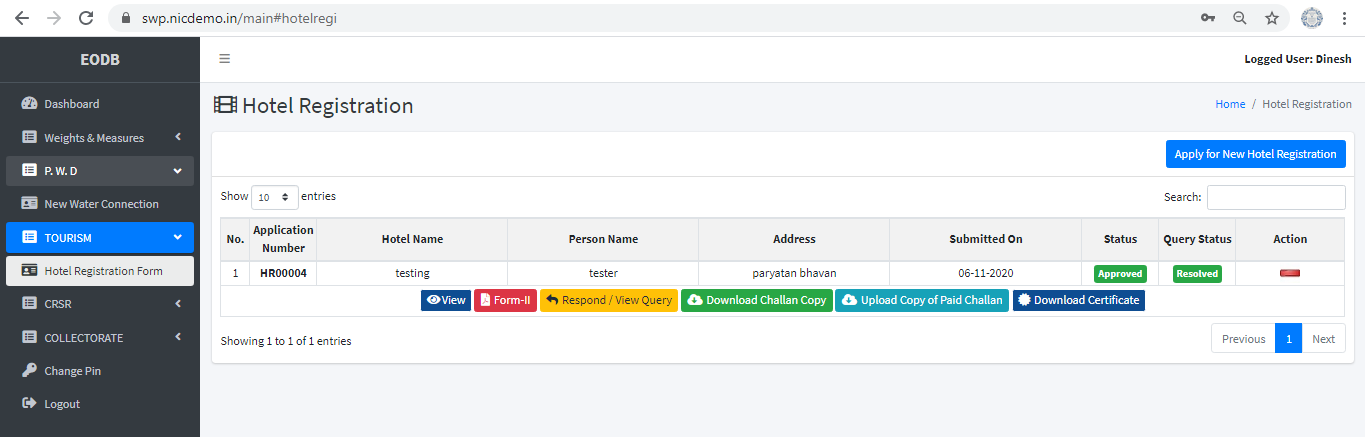 swp.nicdemo.in/main#hotelregi
EODB
Logged User: Dinesh
Dashboard
Weights & Measures
P. W. D
New Water Connection
TOURISM
Hotel Registration Form
CRSR
COLLECTORATE
Change Pin
Logout
Hotel Registration
Home / Hotel Registration
Apply for New Hotel Registration
Show 10 entries
Search:
No. Application Number Hotel Name Person Name Address Submitted On Status Query Status Action
1 HR00004 testing tester paryatan bhavan 06-11-2020 Approved Resolved
View Form-II Respond / View Query Download Challan Copy Upload Copy of Paid Challan Download Certificate
Showing 1 to 1 of 1 entries
Previous 1 Next